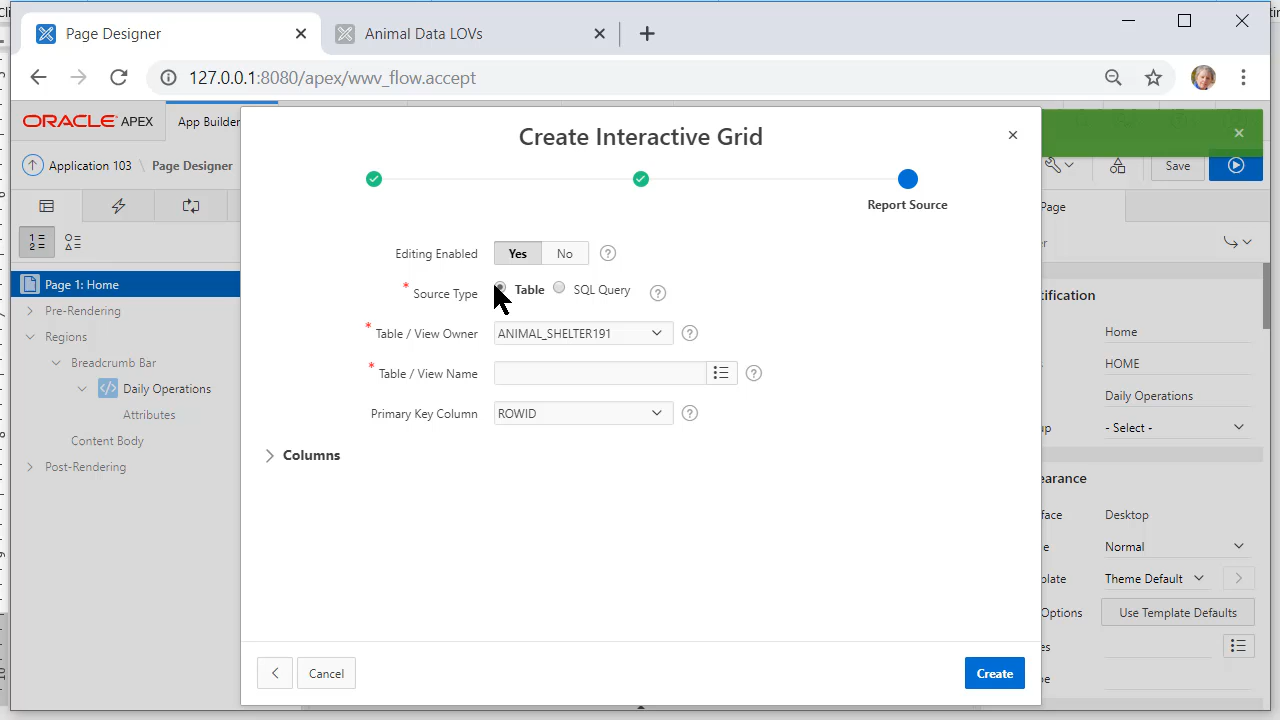 Page Designer
Animal Data LOVs
127.0.0.1:8080/apex/wwv_flow.accept
ORACLE APEX
App Builder
Application 103 \ Page Designer
Save
Create Interactive Grid
Report Source
Page
Page 1: Home
Pre-Rendering
Regions
Breadcrumb Bar
Daily Operations
Attributes
Content Body
Post-Rendering
Editing Enabled
Yes
No
* Source Type
Table
SQL Query
* Table / View Owner
ANIMAL_SHELTER191
* Table / View Name
Primary Key Column
ROWID
Columns
Cancel
Create
Home
HOME
Daily Operations
- Select -
Desktop
Normal
Theme Default
Use Template Defaults